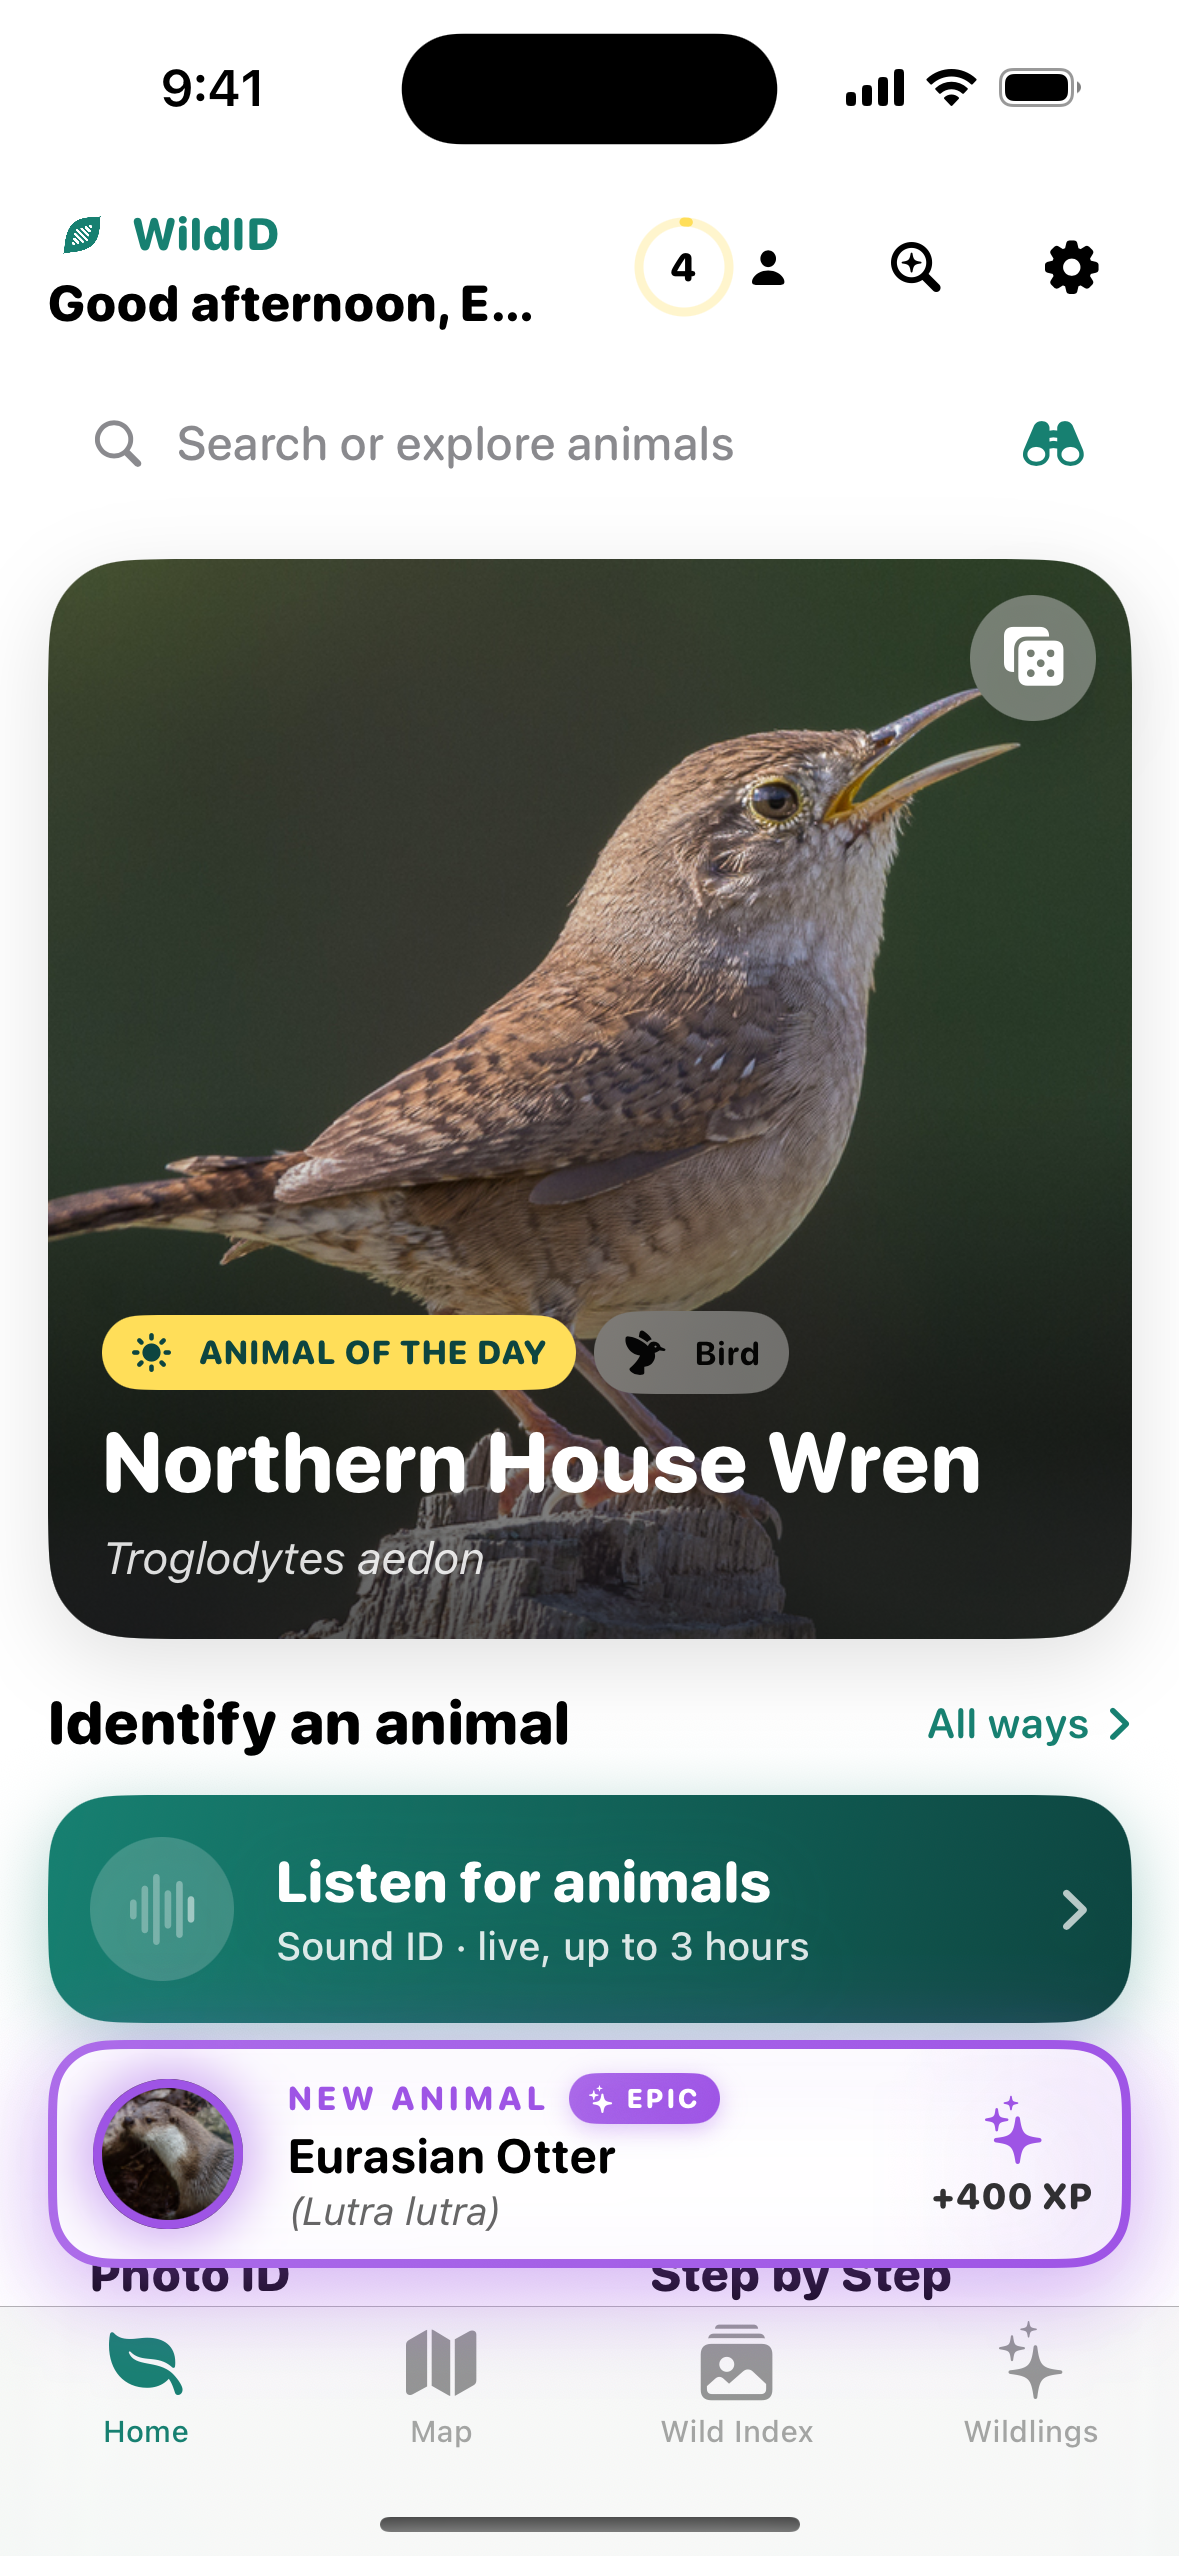 9:41
WildID
Good afternoon, E...
4
Search or explore animals
ANIMAL OF THE DAY
Bird
Northern House Wren
Troglodytes aedon
Identify an animal
All ways
Listen for animals
Sound ID · live, up to 3 hours
NEW ANIMAL
EPIC
Eurasian Otter
(Lutra lutra)
+400 XP
Photo ID
Step by Step
Home
Map
Wild Index
Wildlings